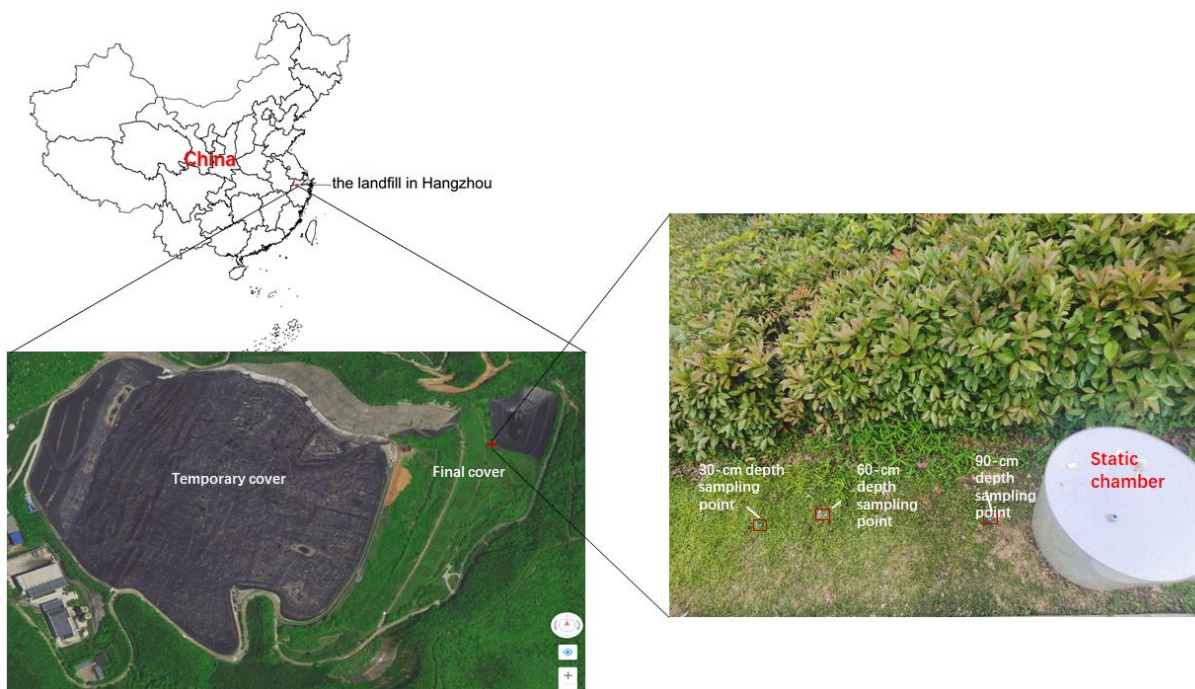 China
the landfill in Hangzhou
Temporary cover
Final cover
30-cm depth
sampling
point
60-cm
depth
sampling
point
90-cm
depth
sampling
point
Static
chamber
+